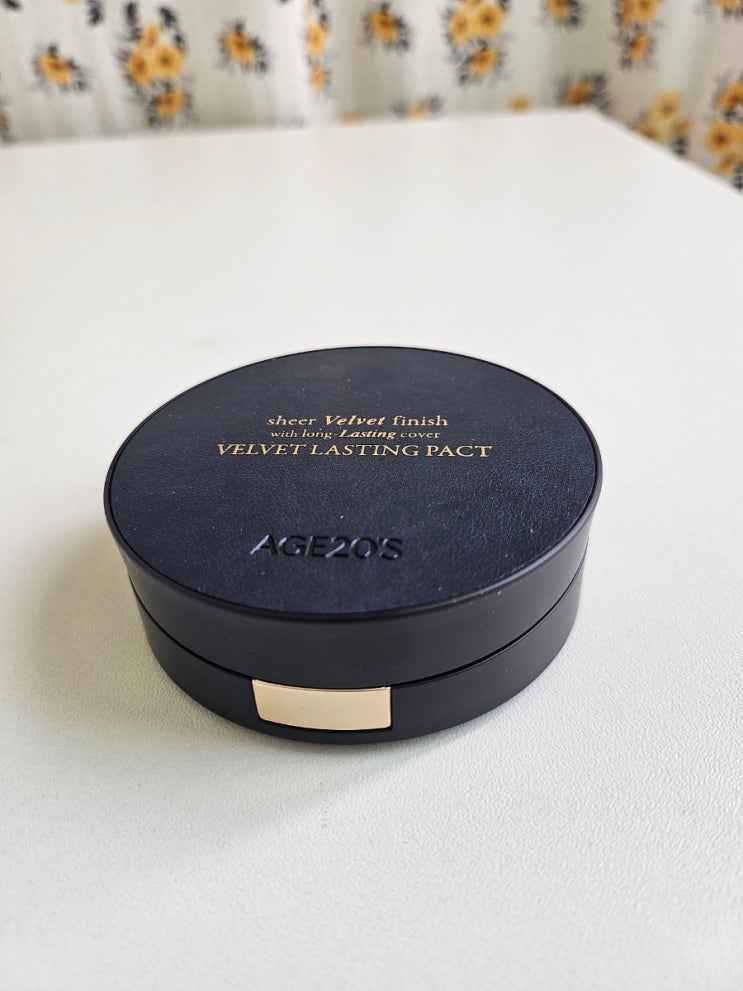 sheer Velvet finish
with long-Lasting cover
VELVET LASTING PACT
AGE20'S